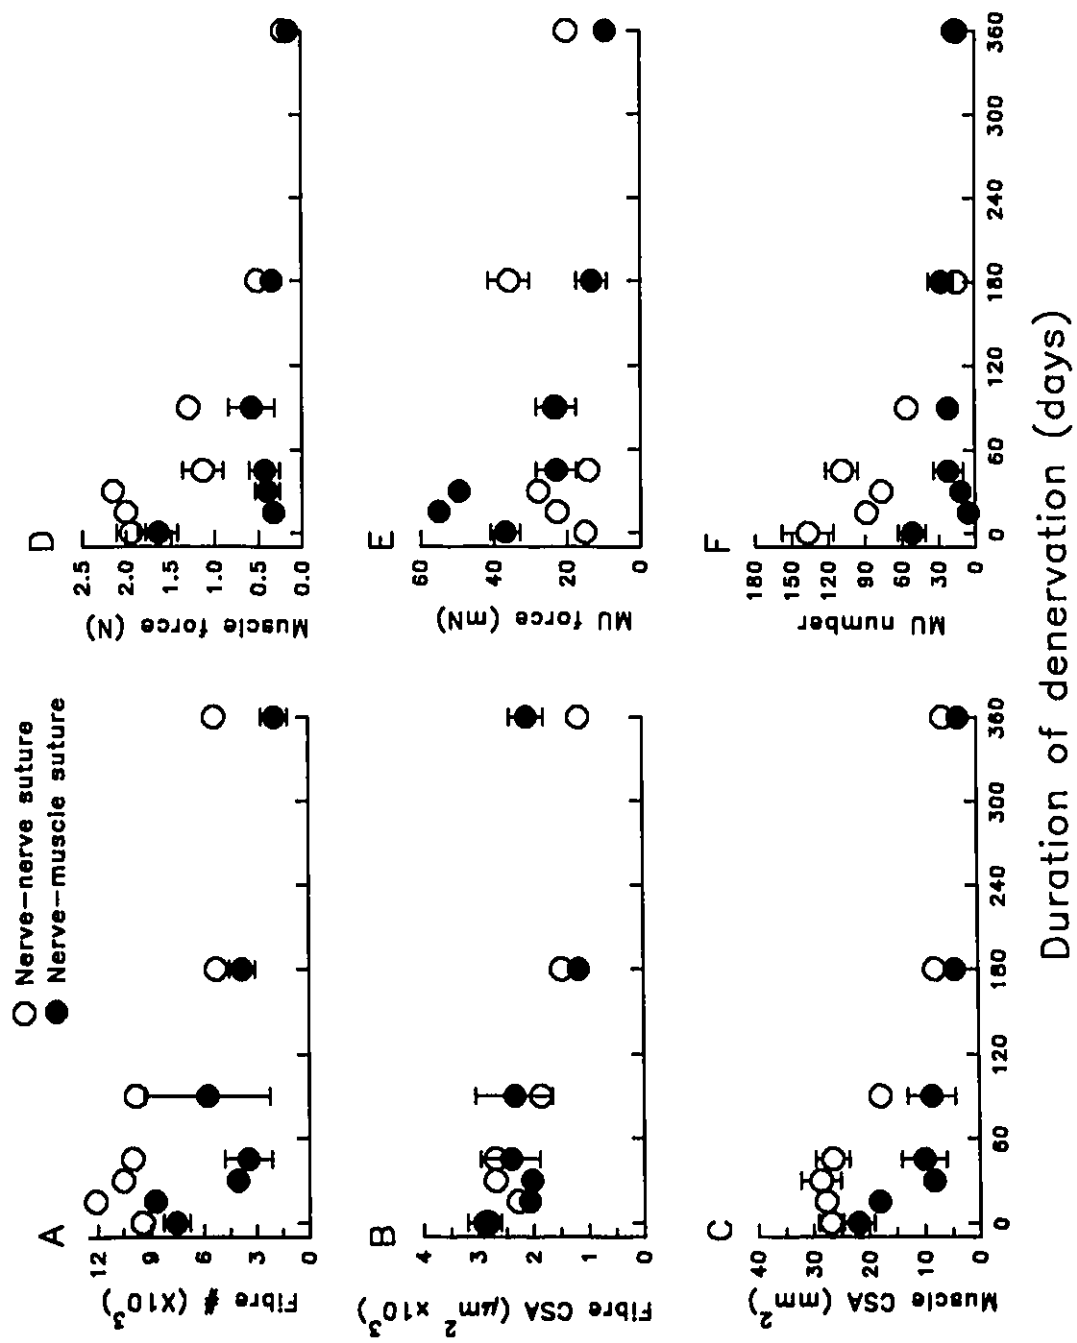 Nerve-nerve suture
Nerve-muscle suture
A
Fibre # (X10³)
12
9
6
3
0
B
Fibre CSA (µm² x10³)
4
3
2
1
0
C
Muscle CSA (mm²)
40
30
20
10
0
0 60 120 180 240 300 360
D
Muscle force (N)
2.5
2.0
1.5
1.0
0.5
0.0
E
MU force (mN)
60
40
20
0
F
MU number
180
150
120
90
60
30
0
0 60 120 180 240 300 360
Duration of denervation (days)